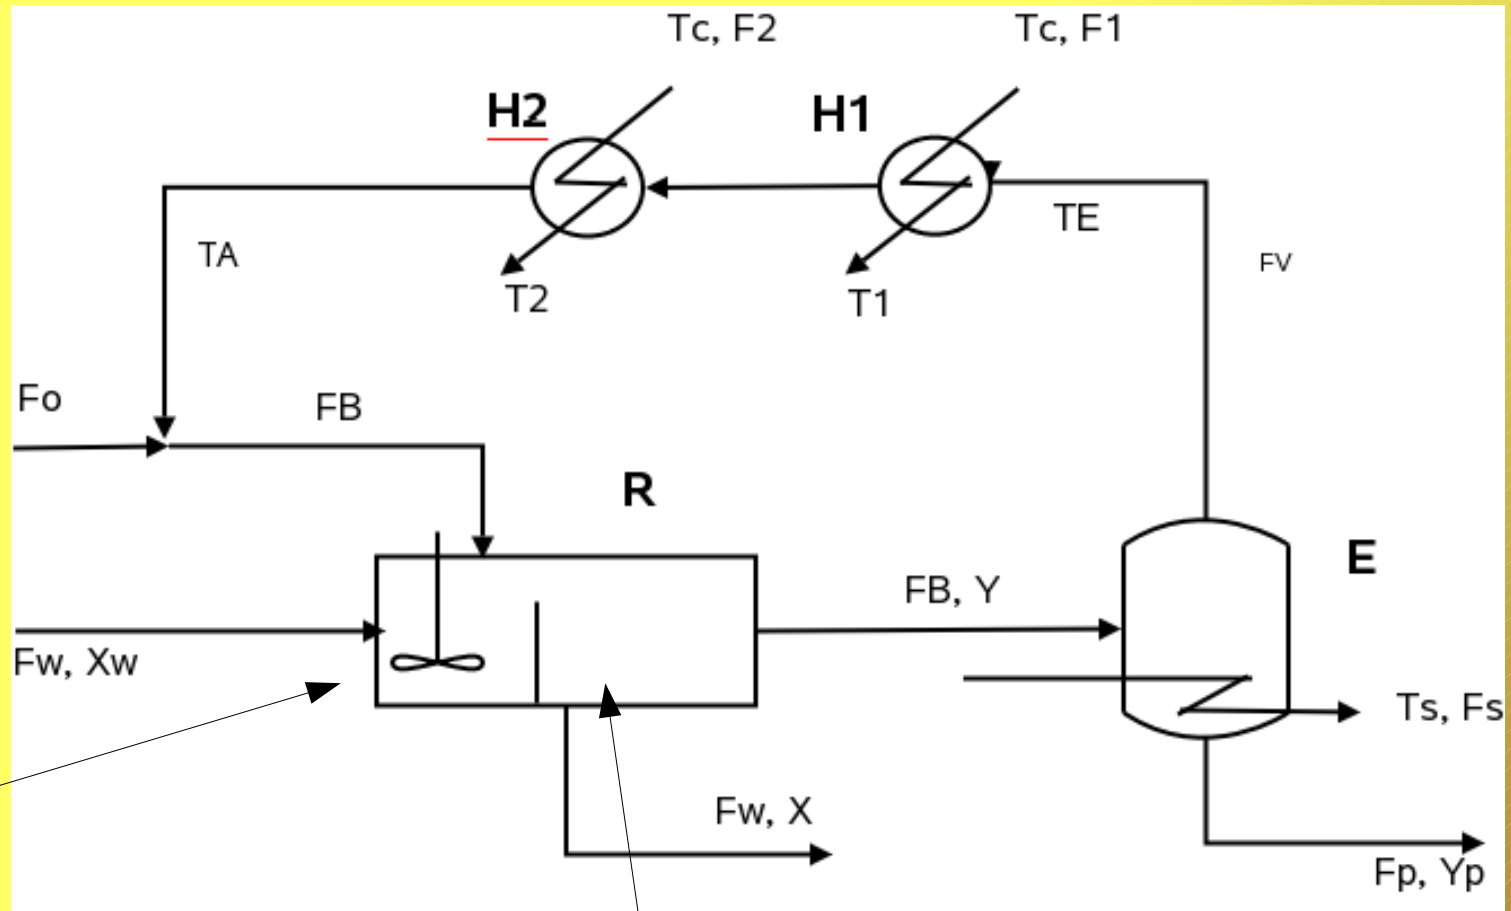 Tc, F2
Tc, F1
H2
H1
TE
TA
FV
T2
T1
Fo
FB
R
E
FB, Y
Fw, Xw
Ts, Fs
Fw, X
Fp, Yp